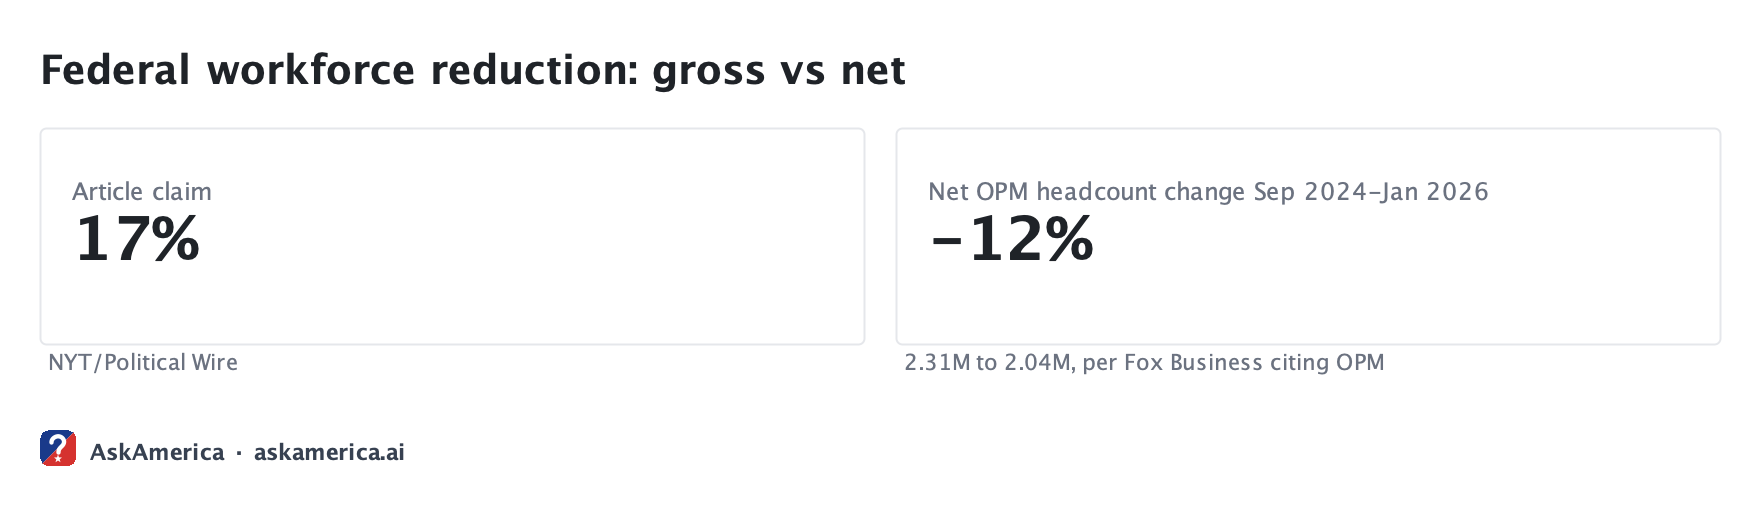 Federal workforce reduction: gross vs net
Article claim
17%
NYT/Political Wire
Net OPM headcount change Sep 2024–Jan 2026
−12%
2.31M to 2.04M, per Fox Business citing OPM
AskAmerica · askamerica.ai